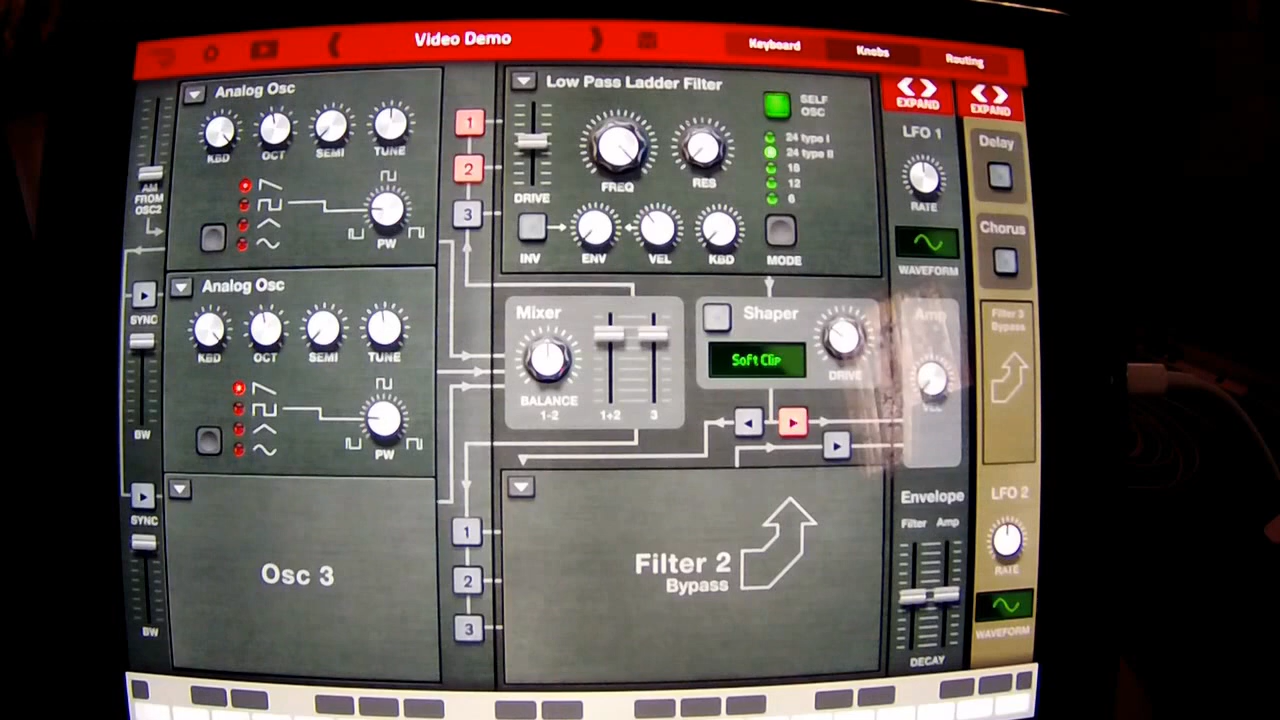 Video Demo
Keyboard
Knobs
Routing
Analog Osc
KBD
OCT
SEMI
TUNE
PW
AM
FROM
OSC2
SYNC
BW
Analog Osc
KBD
OCT
SEMI
TUNE
PW
SYNC
BW
Osc 3
1
2
3
Low Pass Ladder Filter
DRIVE
FREQ
RES
SELF
OSC
24 type I
24 type II
18
12
6
INV
ENV
VEL
KBD
MODE
Mixer
BALANCE
1-2
1+2
3
Shaper
Soft Clip
DRIVE
1
2
3
Filter 2
Bypass
EXPAND
LFO 1
RATE
WAVEFORM
Amp
VEL
Envelope
Filter
Amp
DECAY
EXPAND
Delay
Chorus
Filter 3
Bypass
LFO 2
RATE
WAVEFORM